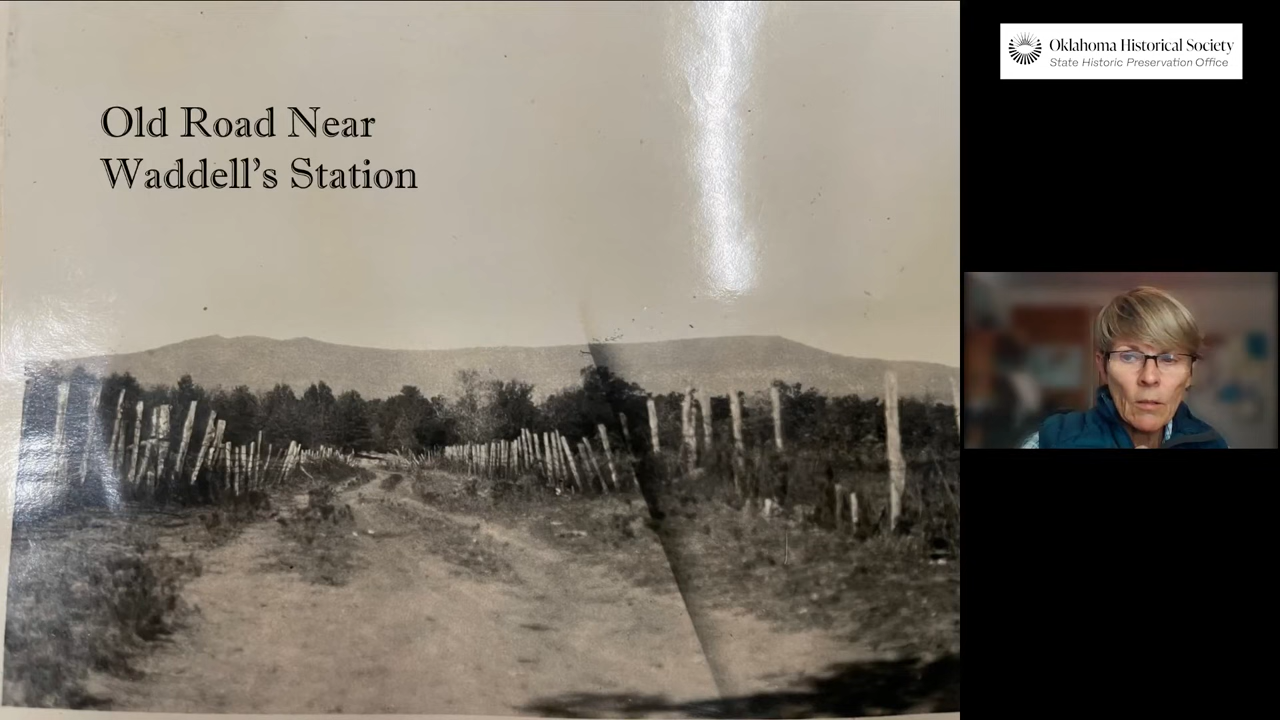 Old Road Near
Waddell's Station
Oklahoma Historical Society
State Historic Preservation Office